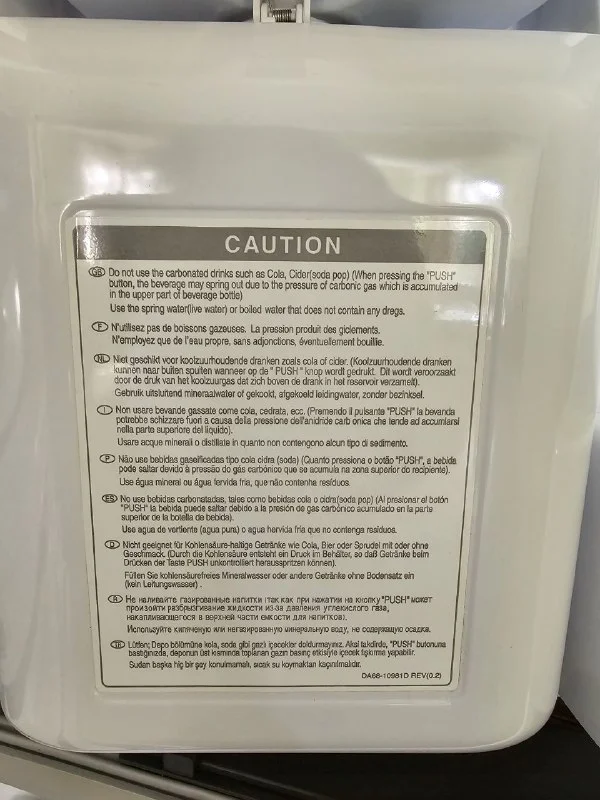 CAUTION
GB Do not use the carbonated drinks such as Cola, Cider(soda pop) (When pressing the "PUSH"
button, the beverage may spring out due to the pressure of carbonic gas which is accumulated
in the upper part of beverage bottle)
Use the spring water(live water) or boiled water that does not contain any dregs.
F N'utilisez pas de boissons gazeuses. La pression produit des giclements.
N'employez que de l'eau propre, sans adjonctions, éventuellement bouillie.
NL Niet geschikt voor koolzuurhoudende dranken zoals cola of cider. (Koolzuurhoudende dranken
kunnen naar buiten spuiten wanneer op de " PUSH " knop wordt gedrukt. Dit wordt veroorzaakt
door de druk van het koolzuurgas dat zich boven de drank in het reservoir verzamelt).
Gebruik uitsluitend mineraalwater of gekookt, afgekoeld leidingwater, zonder bezinksel.
I Non usare bevande gassate come cola, cedrata, ecc. (Premendo il pulsante "PUSH" la bevanda
potrebbe schizzare fuori a causa della pressione dell'anidride carb onica che tende ad accumlarsi
nella parte superiore del liquido).
Usare acque minerali o distillate in quanto non contengono alcun tipo di sedimento.
P Não use bebidas gaseificadas tipo cola cidra (soda) (Quanto pressiona o botão "PUSH", a bebida
pode saltar devido à pressão do gás carbónico que se acumula na zona superior do recipiente).
Use água mineral ou água fervida fria, que não contenha resíduos.
ES No use bebidas carbonatadas, tales como bebidas cola o cidra(soda pop) (Al presionar el botón
"PUSH" la bebida puede saltar debido a la presión de gas carbónico acumulado en la parte
superior de la botella de bebida).
Use agua de vertiente (agua pura) o agua hervida fria que no contenga residuos.
D Nicht geeignet für Kohlensäure-haltige Getränke wie Cola, Bier oder Sprudel mit oder ohne
Geschmack. (Durch die Kohlensäure entsteht ein Druck im Behälter, so daß Getränke beim
Drücken der Taste PUSH unkontrolliert herausspritzen können).
Füllen Sie kohlensäurefreies Mineralwasser oder andere Getränke ohne Bodensatz ein
(kein Leitungswasser) .
R Не наливайте газированные напитки (так как при нажатии на кнопку "PUSH" может
произойти разбрызгивание жидкости из-за давления углекислого газа,
накапливающегося в верхней части емкости для напитков).
Используйте кипяченую или негазированную минеральную воду, не содержащую осадка.
TR Lütfen; Depo bölümüne kola, soda gibi gazlı içecekler doldurmayınız. Aksi takdirde, "PUSH" butonuna
bastığınızda, deponun üst kısmında toplanan gazın basınç etkisiyle içecek fışkırma yapabilir.
Sudan başka hiç bir şey konulmamalı, sıcak su koymaktan kaçınılmalıdır.
DA68-10981D REV(0.2)